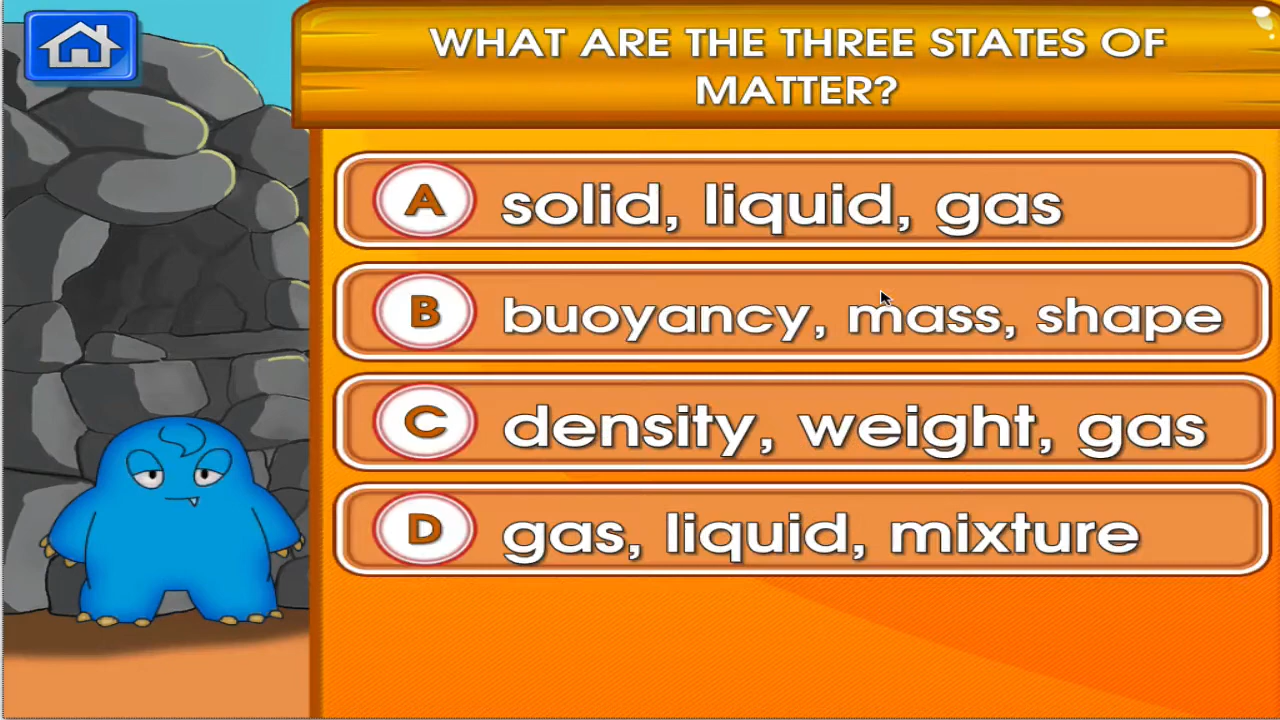 WHAT ARE THE THREE STATES OF
MATTER?
A solid, liquid, gas
B buoyancy, mass, shape
C density, weight, gas
D gas, liquid, mixture